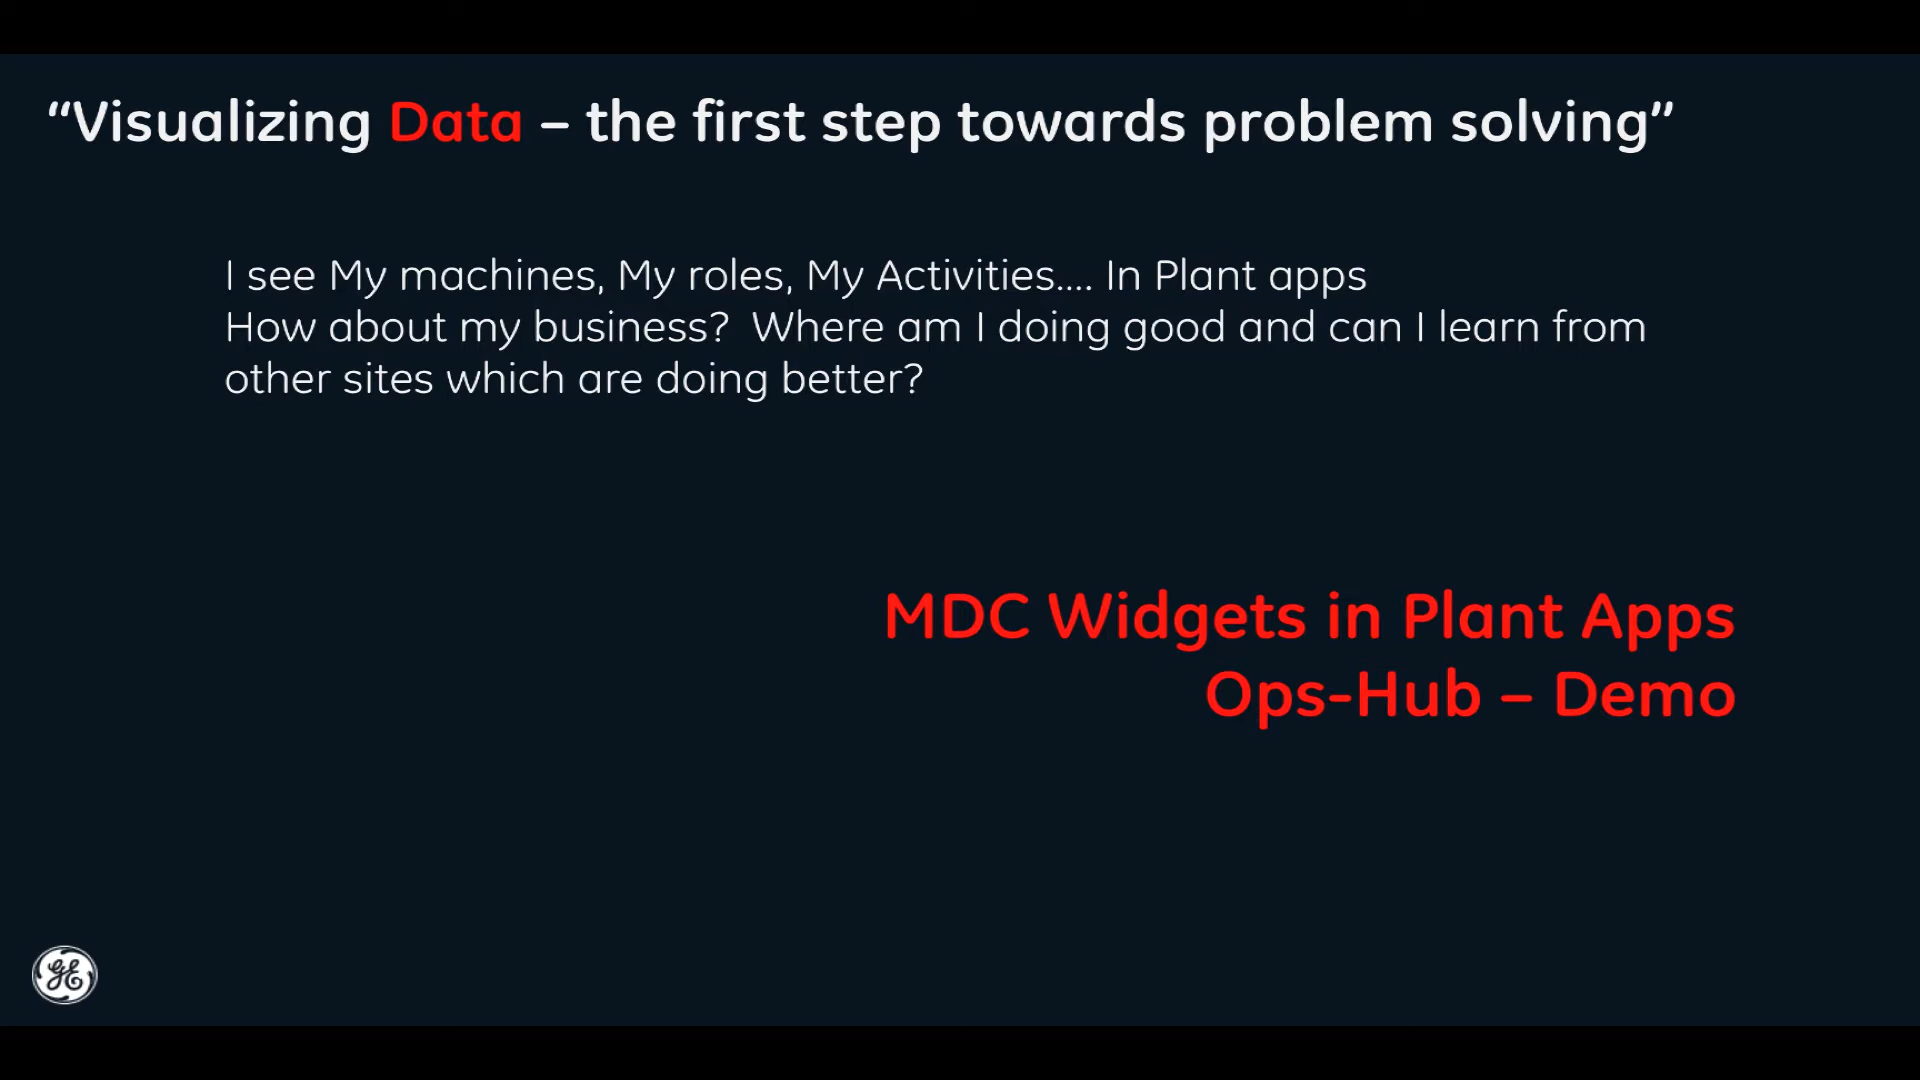 “Visualizing Data – the first step towards problem solving”
I see My machines, My roles, My Activities.... In Plant apps
How about my business?  Where am I doing good and can I learn from
other sites which are doing better?
MDC Widgets in Plant Apps
Ops-Hub – Demo
GE